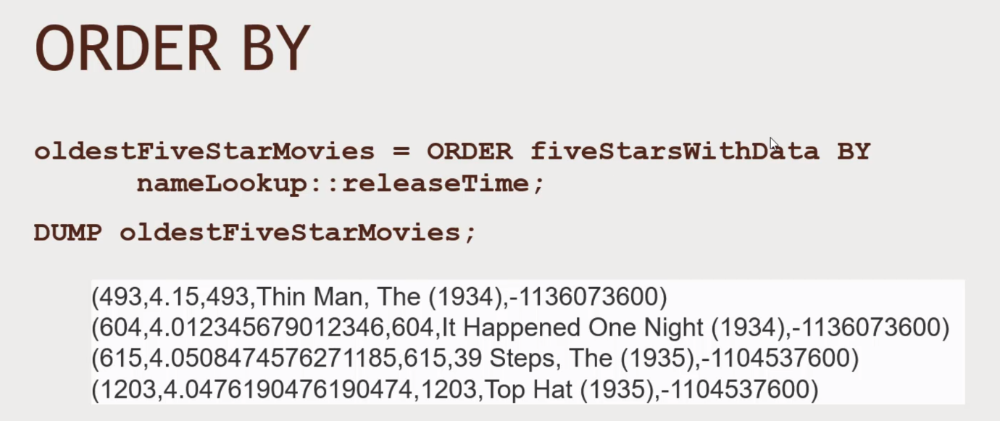 ORDER BY
oldestFiveStarMovies = ORDER fiveStarsWithData BY
nameLookup::releaseTime;
DUMP oldestFiveStarMovies;
(493,4.15,493,Thin Man, The (1934),-1136073600)
(604,4.012345679012346,604,It Happened One Night (1934),-1136073600)
(615,4.0508474576271185,615,39 Steps, The (1935),-1104537600)
(1203,4.0476190476190474,1203,Top Hat (1935),-1104537600)